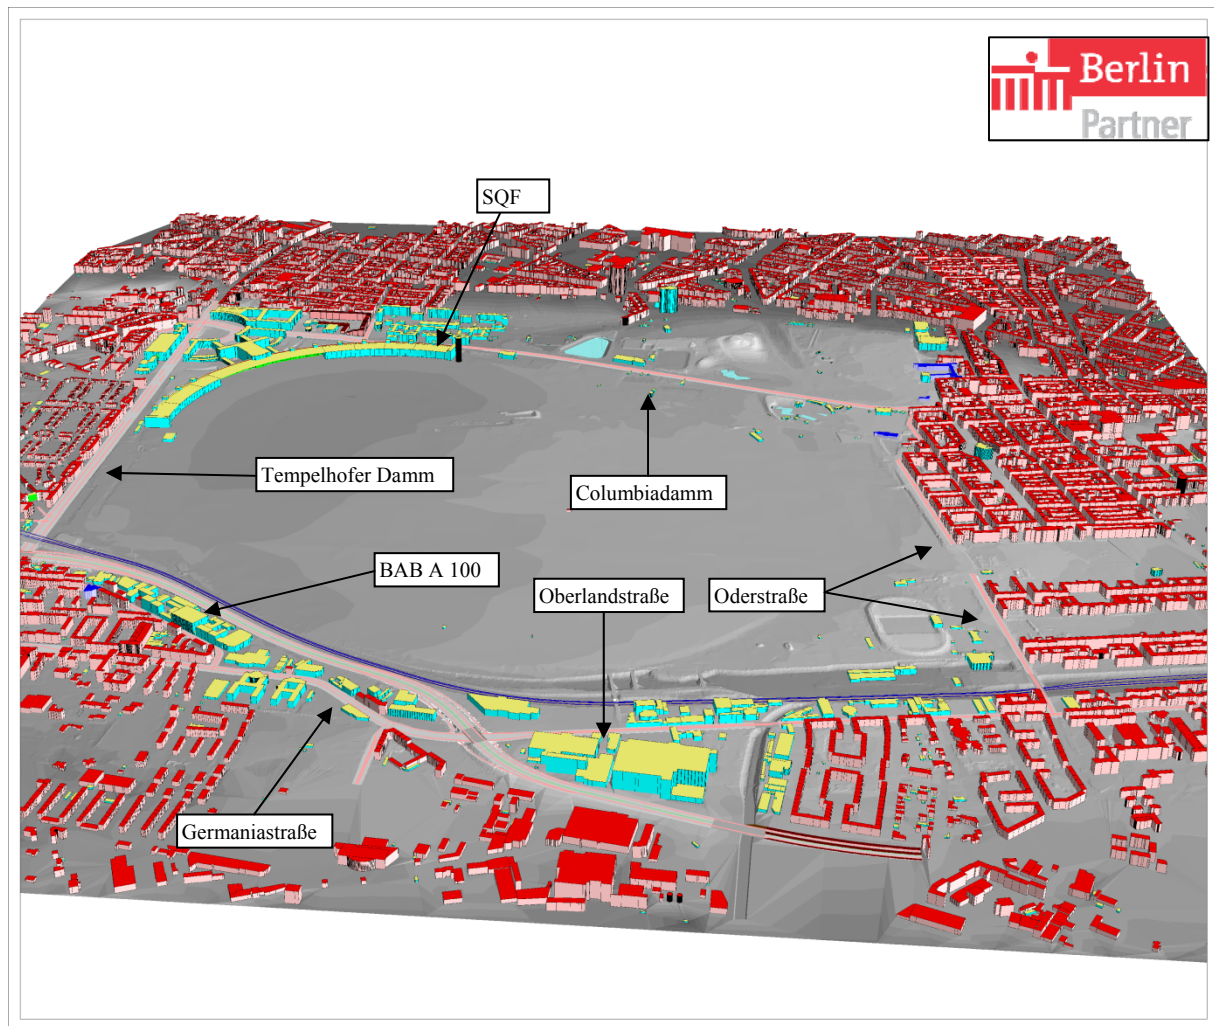 Berlin
Partner
SQF
Tempelhofer Damm
Columbiadamm
BAB A 100
Oberlandstraße
Oderstraße
Germaniastraße